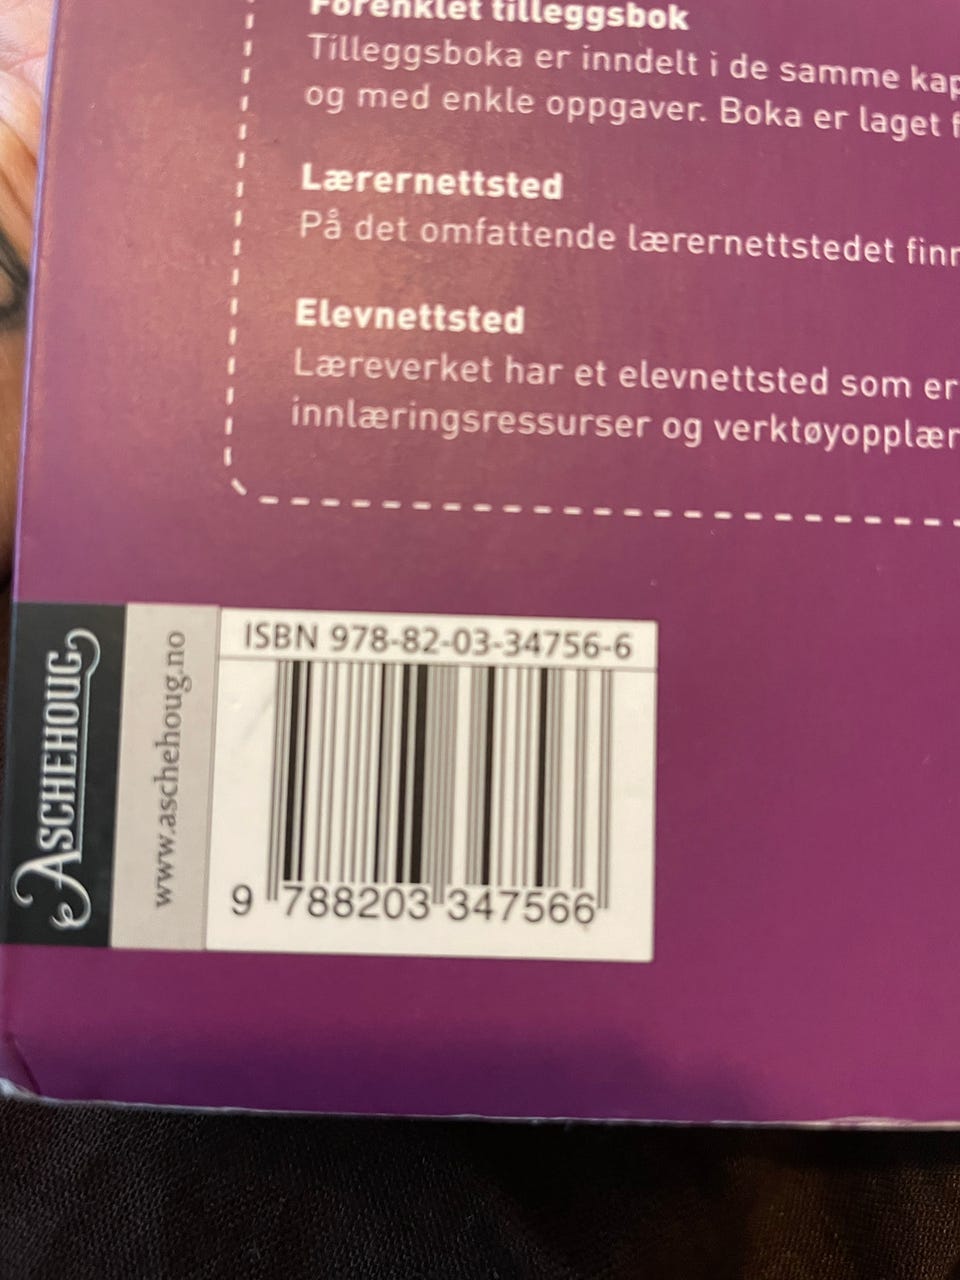 Forenklet tilleggsbok
Tilleggsboka er inndelt i de samme
og med enkle oppgaver. Boka er laget
Lærernettsted
På det omfattende lærernettstedet
Elevnettsted
Læreverket har et elevnettsted som er
innlæringsressurser og
ASCHEHOUG
www.aschehoug.no
ISBN 978-82-03-34756-6
9 788203 347566